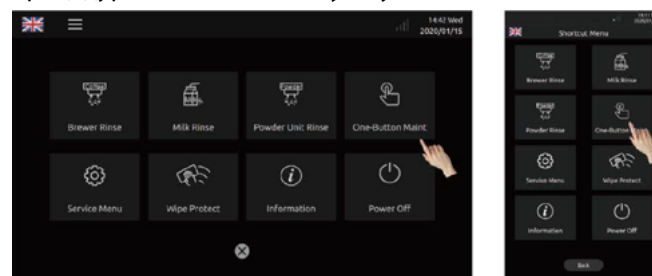 14:42 Wed
2020/01/15
Brewer Rinse
Milk Rinse
Powder Unit Rinse
One-Button Maint
Service Menu
Wipe Protect
Information
Power Off
Shortcut Menu
Brewer Rinse
Milk Rinse
Powder Rinse
One-Button
Service Menu
Wipe Protect
Information
Power Off
Back